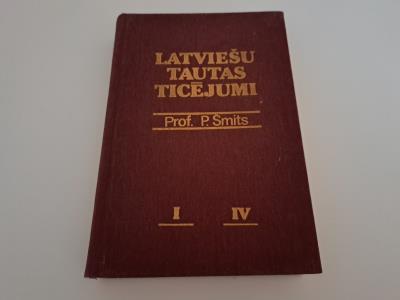 LATVIEŠU
TAUTAS
TICĒJUMI
Prof. P. Šmits
I IV